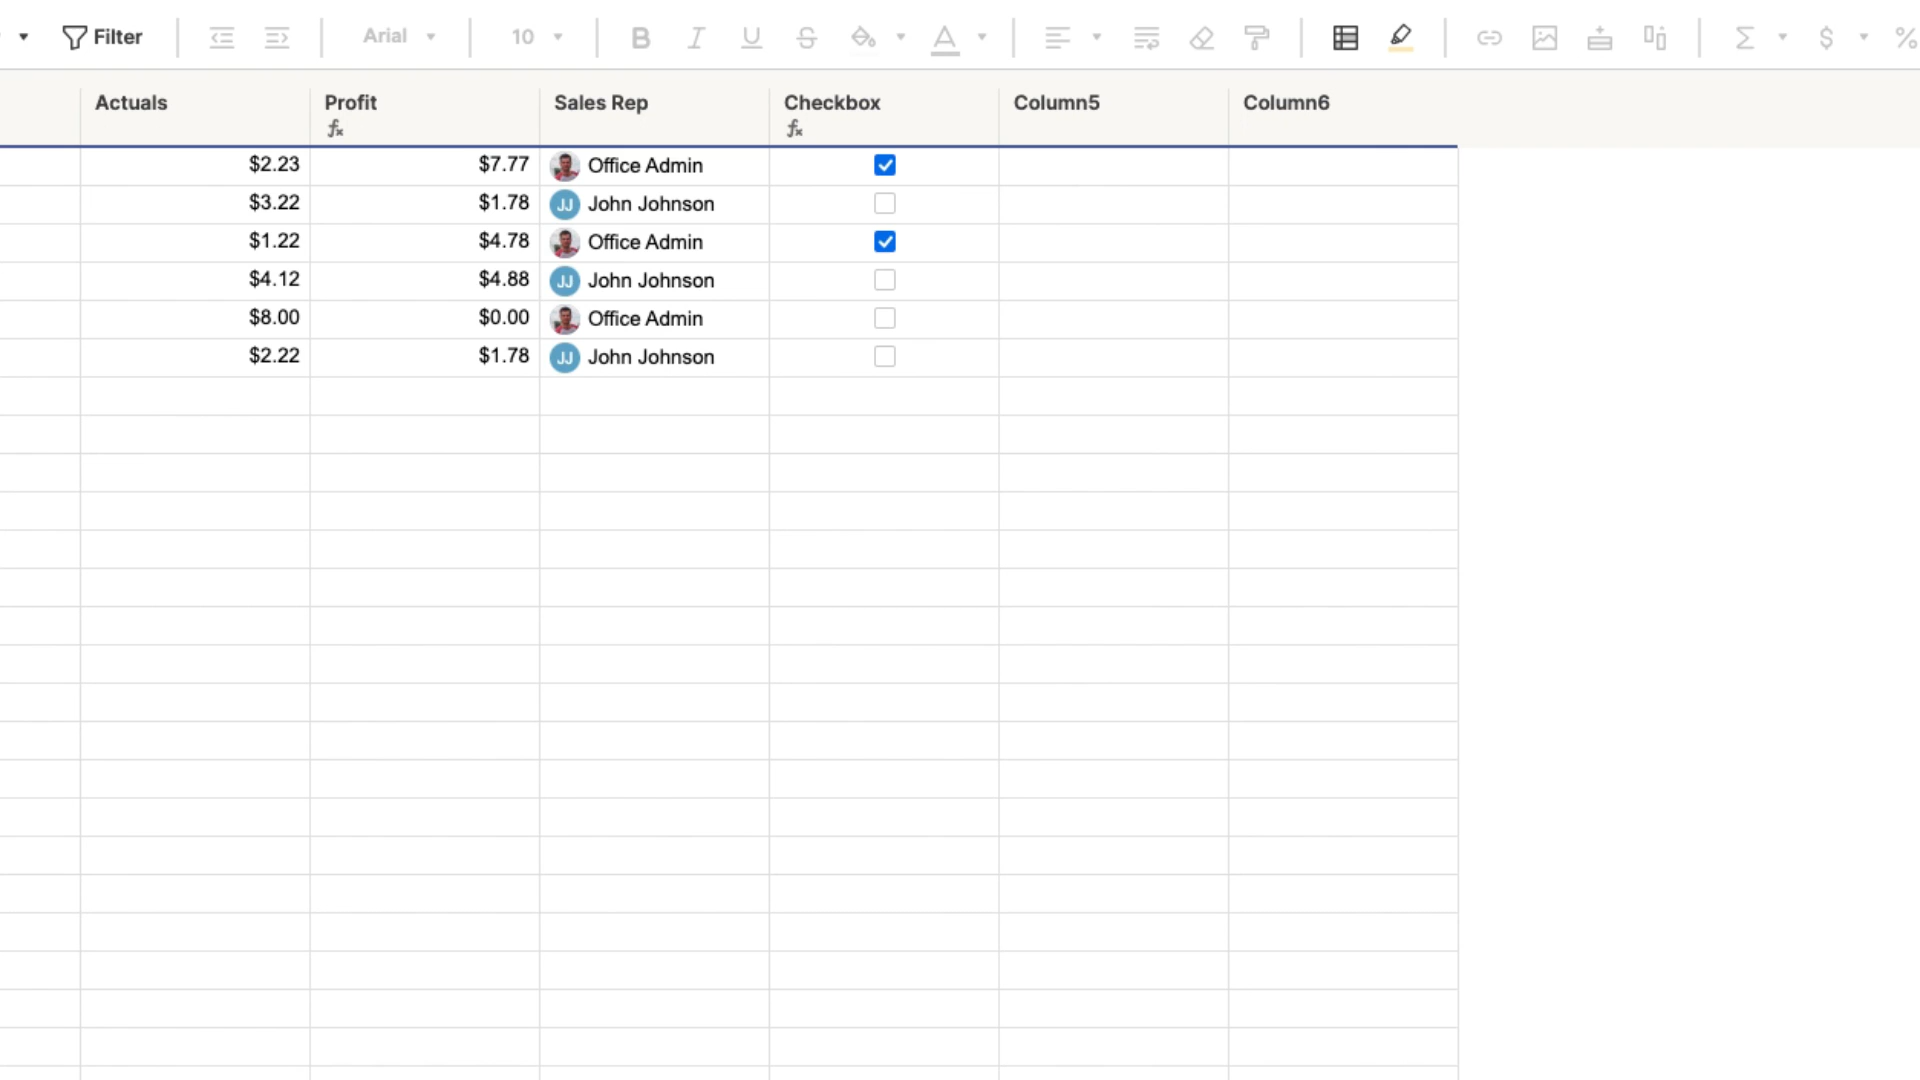 Filter Arial 10 B I U S A Σ $ %
Actuals Profit Sales Rep Checkbox Column5 Column6
fx fx
$2.23 $7.77 Office Admin
$3.22 $1.78 JJ John Johnson
$1.22 $4.78 Office Admin
$4.12 $4.88 JJ John Johnson
$8.00 $0.00 Office Admin
$2.22 $1.78 JJ John Johnson